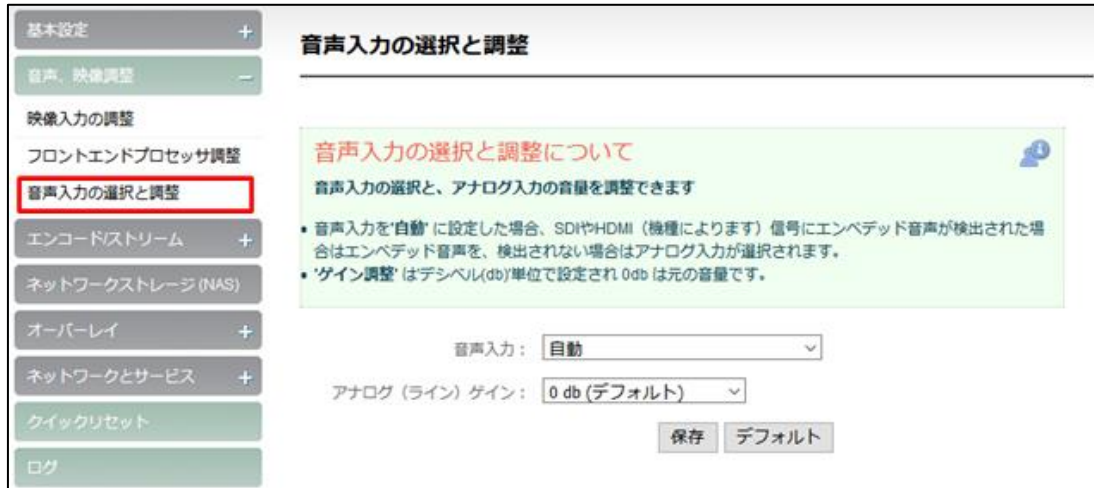 基本設定 +
音声、映像調整 −
映像入力の調整
フロントエンドプロセッサ調整
音声入力の選択と調整
エンコード/ストリーム +
ネットワークストレージ (NAS)
オーバーレイ +
ネットワークとサービス +
クイックリセット
ログ
音声入力の選択と調整
音声入力の選択と調整について
音声入力の選択と、アナログ入力の音量を調整できます
• 音声入力を'自動' に設定した場合、SDIやHDMI（機種によります）信号にエンベデッド音声が検出された場
合はエンベデッド音声を、検出されない場合はアナログ入力が選択されます。
• 'ゲイン調整' はデシベル(db)'単位で設定され 0db は元の音量です。
音声入力： 自動
アナログ（ライン）ゲイン： 0 db (デフォルト)
保存 デフォルト